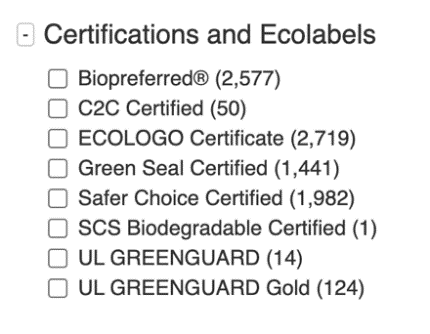 - Certifications and Ecolabels
Biopreferred® (2,577)
C2C Certified (50)
ECOLOGO Certificate (2,719)
Green Seal Certified (1,441)
Safer Choice Certified (1,982)
SCS Biodegradable Certified (1)
UL GREENGUARD (14)
UL GREENGUARD Gold (124)